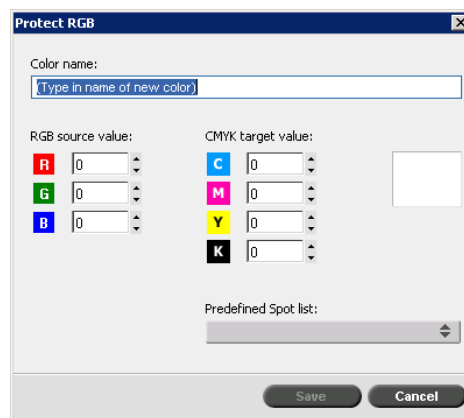 Protect RGB
Color name:
(Type in name of new color)
RGB source value:
CMYK target value:
R 0
C 0
G 0
M 0
B 0
Y 0
K 0
Predefined Spot list:
Save
Cancel